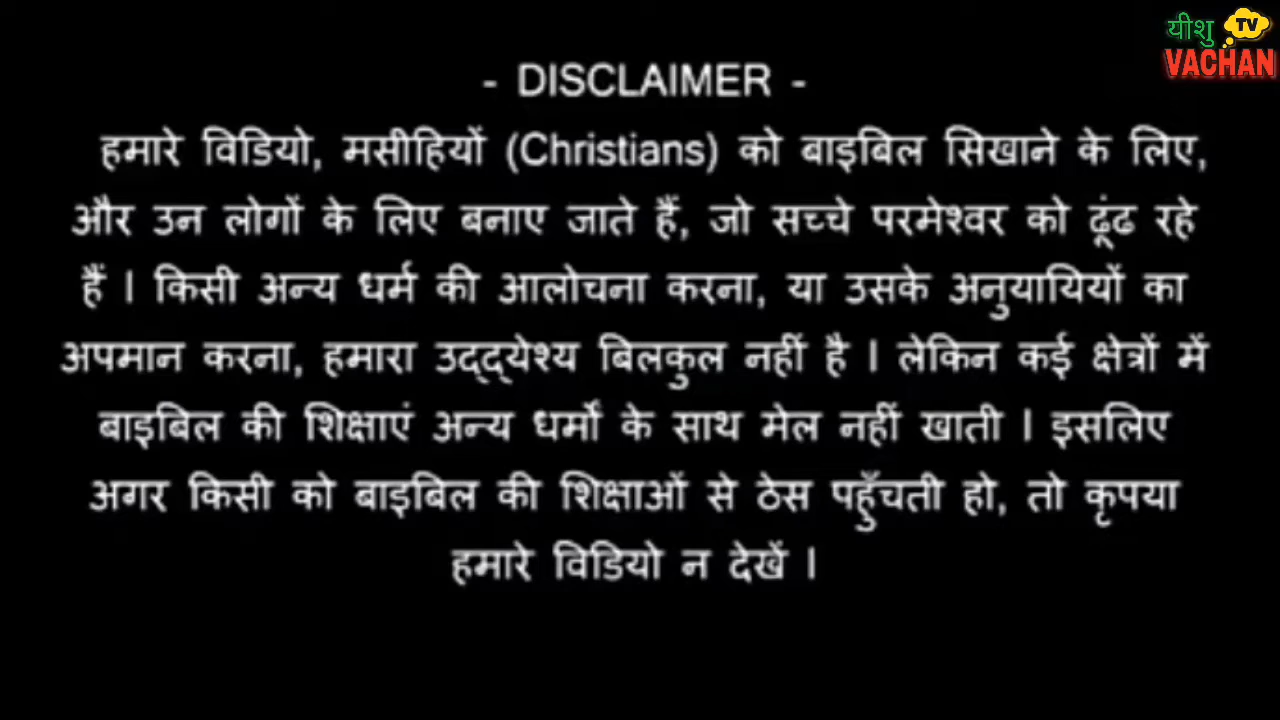 यीशु TV
VACHAN
- DISCLAIMER -
हमारे विडियो, मसीहियों (Christians) को बाइबिल सिखाने के लिए,
और उन लोगों के लिए बनाए जाते हैं, जो सच्चे परमेश्वर को ढूंढ रहे
हैं । किसी अन्य धर्म की आलोचना करना, या उसके अनुयायियों का
अपमान करना, हमारा उद्द्येश्य बिलकुल नहीं है । लेकिन कई क्षेत्रों में
बाइबिल की शिक्षाएं अन्य धर्मों के साथ मेल नहीं खाती । इसलिए
अगर किसी को बाइबिल की शिक्षाओं से ठेस पहुँचती हो, तो कृपया
हमारे विडियो न देखें ।